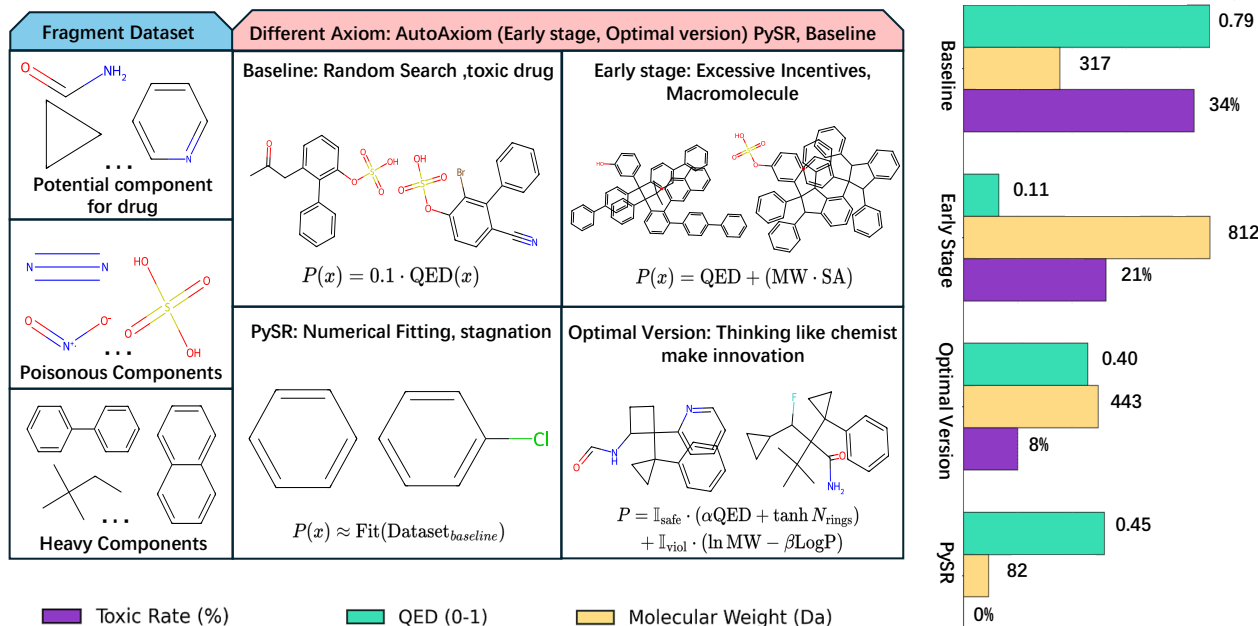 Fragment Dataset
Different Axiom: AutoAxiom (Early stage, Optimal version) PySR, Baseline
O
NH₂
N
...
Potential component
for drug
N
N
HO
O
S
O
OH
O
O⁻
N⁺
...
Poisonous Components
...
Heavy Components
Baseline: Random Search ,toxic drug
O
O
S
OH
O
O
OH
O
S
O
O
Br
N
P(x) = 0.1 · QED(x)
Early stage: Excessive Incentives,
Macromolecule
HO
HO
O
S
O
O
P(x) = QED + (MW · SA)
PySR: Numerical Fitting, stagnation
Cl
P(x) ≈ Fit(Dataset_baseline)
Optimal Version: Thinking like chemist
make innovation
O
N
H
N
F
O
NH₂
P = 𝕀_safe · (αQED + tanh N_rings)
+ 𝕀_viol · (ln MW − βLogP)
Baseline
0.79
317
34%
Early Stage
0.11
812
21%
Optimal Version
0.40
443
8%
PySR
0.45
82
0%
Toxic Rate (%)
QED (0-1)
Molecular Weight (Da)